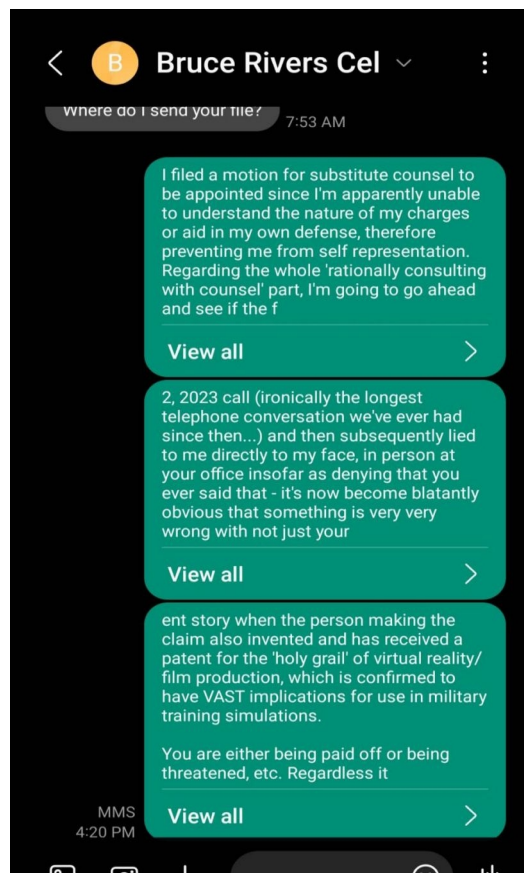 B
Bruce Rivers Cel
Where do I send your file?
7:53 AM
I filed a motion for substitute counsel to
be appointed since I'm apparently unable
to understand the nature of my charges
or aid in my own defense, therefore
preventing me from self representation.
Regarding the whole 'rationally consulting
with counsel' part, I'm going to go ahead
and see if the f
View all
2, 2023 call (ironically the longest
telephone conversation we've ever had
since then...) and then subsequently lied
to me directly to my face, in person at
your office insofar as denying that you
ever said that - it's now become blatantly
obvious that something is very very
wrong with not just your
View all
ent story when the person making the
claim also invented and has received a
patent for the 'holy grail' of virtual reality/
film production, which is confirmed to
have VAST implications for use in military
training simulations.
You are either being paid off or being
threatened, etc. Regardless it
View all
MMS
4:20 PM